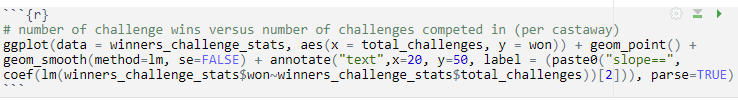 ```{r}
# number of challenge wins versus number of challenges competed in (per castaway)
ggplot(data = winners_challenge_stats, aes(x = total_challenges, y = won)) + geom_point() +
geom_smooth(method=lm, se=FALSE) + annotate("text",x=20, y=50, label = (paste0("slope==",
coef(lm(winners_challenge_stats$won~winners_challenge_stats$total_challenges))[2])), parse=TRUE)
```